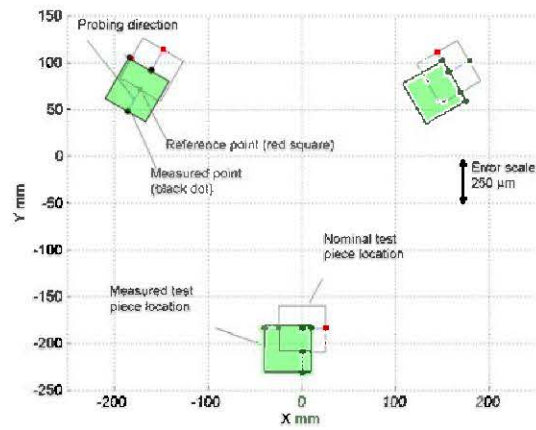 150
Probing direction
100
50
Reference point (red square)
0
Measured point
(black dot)
Error scale
250 µm
Y mm
-50
-100
Nominal test
piece location
Measured test
piece location
-150
-200
-250
-200
-100
0
100
200
X mm